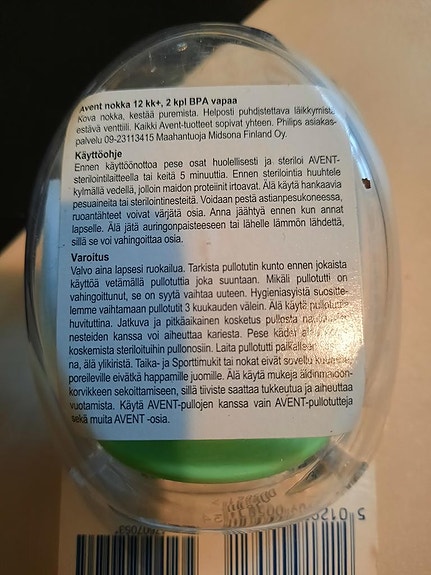 Avent nokka 12 kk+, 2 kpl BPA vapaa
Kova nokka, kestää puremista. Helposti puhdistettava läikkymistä
estävä venttiili. Kaikki Avent-tuotteet sopivat yhteen. Philips asiakas-
palvelu 09-23113415 Maahantuoja Midsona Finland Oy.
Käyttöohje
Ennen käyttöönottoa pese osat huolellisesti ja steriloi AVENT-
sterilointilaitteella tai keitä 5 minuuttia. Ennen sterilointia huuhtele
kylmällä vedellä, jolloin maidon proteiinit irtoavat. Älä käytä hankaavia
pesuaineita tai sterilointinesteitä. Voidaan pestä astianpesukoneessa,
ruoantähteet voivat värjätä osia. Anna jäähtyä ennen kun annat
lapselle. Älä jätä auringonpaisteeseen tai lähelle lämmön lähdettä,
sillä se voi vahingoittaa osia.
Varoitus
Valvo aina lapsesi ruokailua. Tarkista pullotutin kunto ennen jokaista
käyttöä vetämällä pullotuttia joka suuntaan. Mikäli pullotutti on
vahingoittunut, se on syytä vaihtaa uuteen. Hygieniasyistä suositte-
lemme vaihtamaan pullotutit 3 kuukauden välein. Älä käytä pullotuttia
huvituttina. Jatkuva ja pitkäaikainen kosketus pullosta
nesteiden kanssa voi aiheuttaa kariesta. Pese kädet
koskemista steriloituihin pullonosiin. Laita pullotutti
na, älä ylikiristä. Taika- ja Sporttimukit tai nokat eivät sovellu
poreileville eivätkä happamille juomille. Älä käytä mukeja äidinmaidon-
korvikkeen sekoittamiseen, sillä tiiviste saattaa tukkeutua ja aiheuttaa
vuotamista. Käytä AVENT-pullojen kanssa vain AVENT-pullotutteja
sekä muita AVENT -osia.